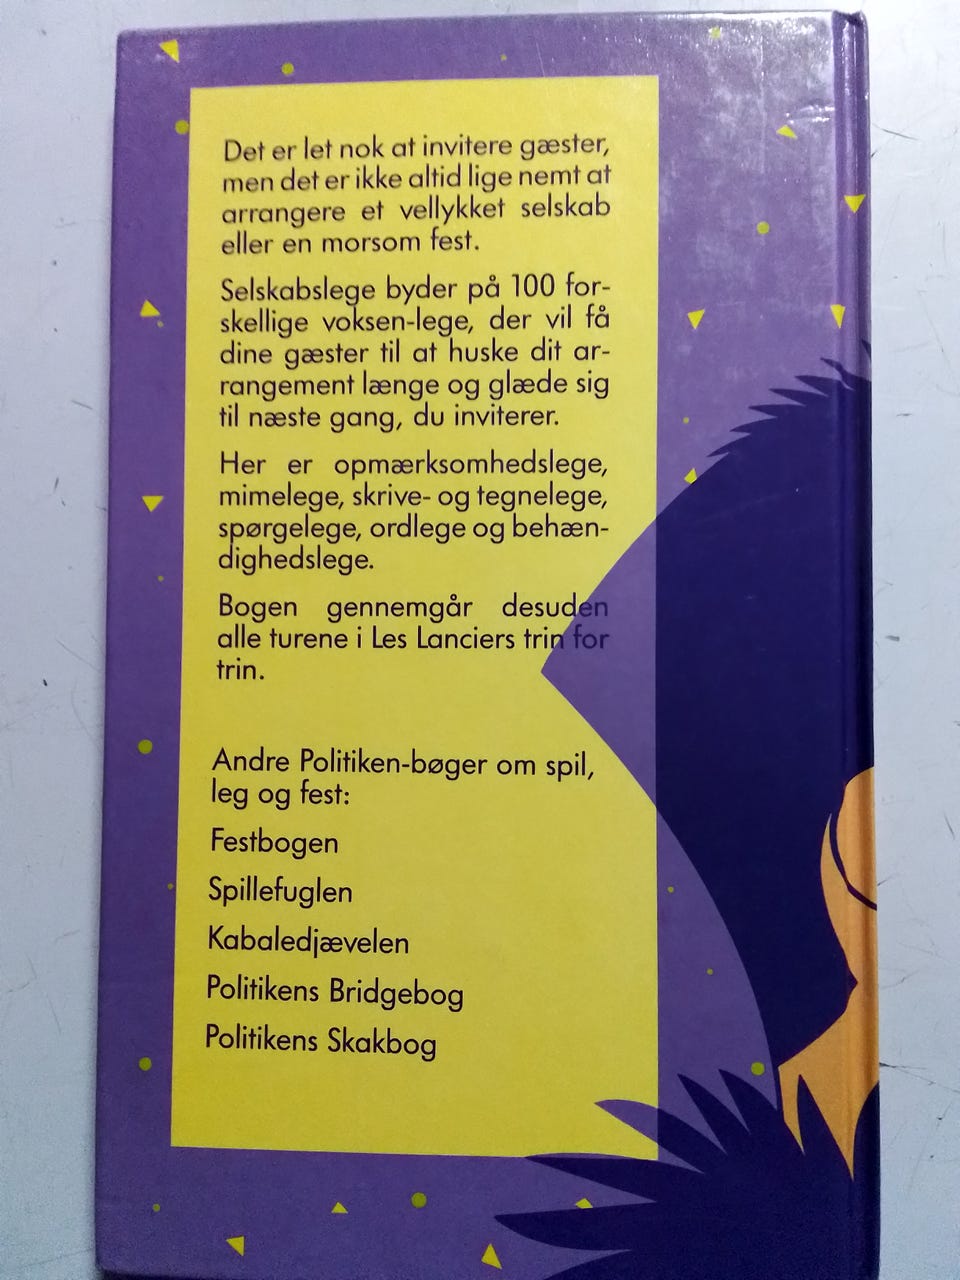 Det er let nok at invitere gæster,
men det er ikke altid lige nemt at
arrangere et vellykket selskab
eller en morsom fest.
Selskabslege byder på 100 for-
skellige voksen-lege, der vil få
dine gæster til at huske dit ar-
rangement længe og glæde sig
til næste gang, du inviterer.
Her er opmærksomhedslege,
mimelege, skrive- og tegnelege,
spørgelege, ordlege og behæn-
dighedslege.
Bogen gennemgår desuden
alle turene i Les Lanciers trin for
trin.
Andre Politiken-bøger om spil,
leg og fest:
Festbogen
Spillefuglen
Kabaledjævelen
Politikens Bridgebog
Politikens Skakbog